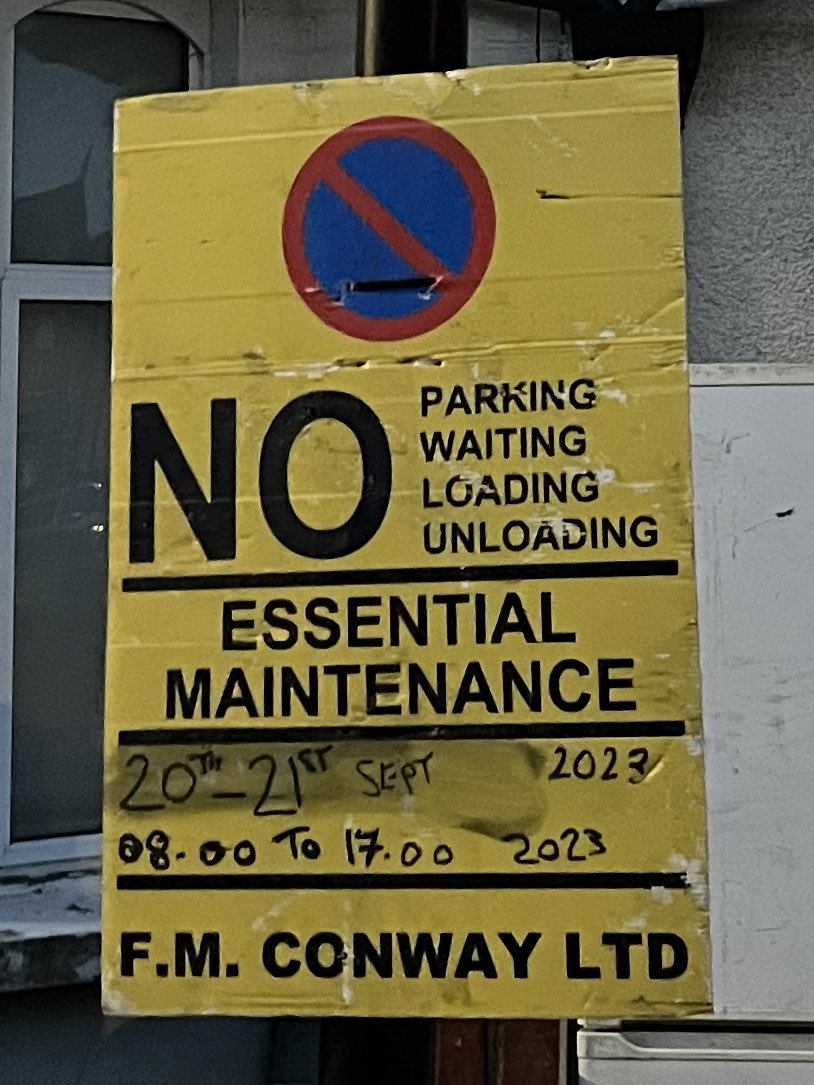 NO PARKING
WAITING
LOADING
UNLOADING
ESSENTIAL
MAINTENANCE
20TH-21ST SEPT 2023
08.00 TO 17.00 2023
F.M. CONWAY LTD